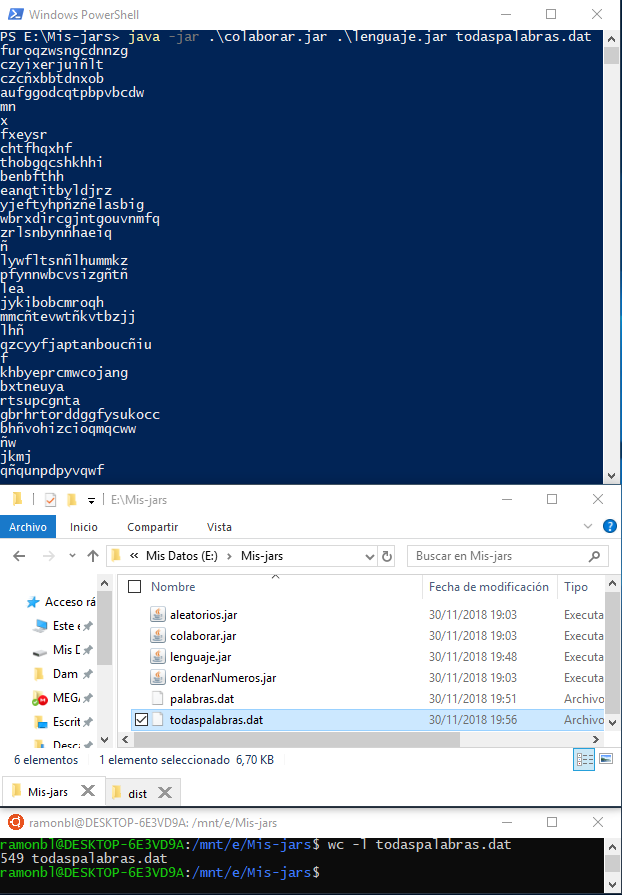 Windows PowerShell
PS E:\Mis-jars> java -jar .\colaborar.jar .\lenguaje.jar todaspalabras.dat
furoqzwsngcdnnzg
czyixerjuiñlt
czcñxbbtdnxob
aufggodcqtpbpvbcdw
mn
x
fxeysr
chtfhqxhf
thobgqcshkhhi
benbfthh
eanqtitbyldjrz
yjeftyhpñzñelasbig
wbrxdircgjntgouvnmfq
zrlsnbynñhaeiq
ñ
lywfltsnñlhummkz
pfynnwbcvsizgñtñ
lea
jykibobcmroqh
mmcñtevwtñkvtbzjj
lhñ
qzcyyfjaptanboucñiu
f
khbyeprcmwcojang
bxtneuya
rtsupcgnta
gbrhrtorddggfysukocc
bhñvohizcioqmqcww
ñw
jkmj
qñqunpdpyvqwf
E:\Mis-jars
Archivo Inicio Compartir Vista
« Mis Datos (E:) > Mis-jars Buscar en Mis-jars
Nombre Fecha de modificación Tipo
Acceso rá
Este e
Mis D
Dam
MEGA
Escrit
Desca
aleatorios.jar 30/11/2018 19:03 Executa
colaborar.jar 30/11/2018 19:03 Executa
lenguaje.jar 30/11/2018 19:48 Executa
ordenarNumeros.jar 30/11/2018 19:03 Executa
palabras.dat 30/11/2018 19:51 Archivo
todaspalabras.dat 30/11/2018 19:56 Archivo
6 elementos 1 elemento seleccionado 6,70 KB
Mis-jars dist
ramonbl@DESKTOP-6E3VD9A: /mnt/e/Mis-jars
ramonbl@DESKTOP-6E3VD9A:/mnt/e/Mis-jars$ wc -l todaspalabras.dat
549 todaspalabras.dat
ramonbl@DESKTOP-6E3VD9A:/mnt/e/Mis-jars$